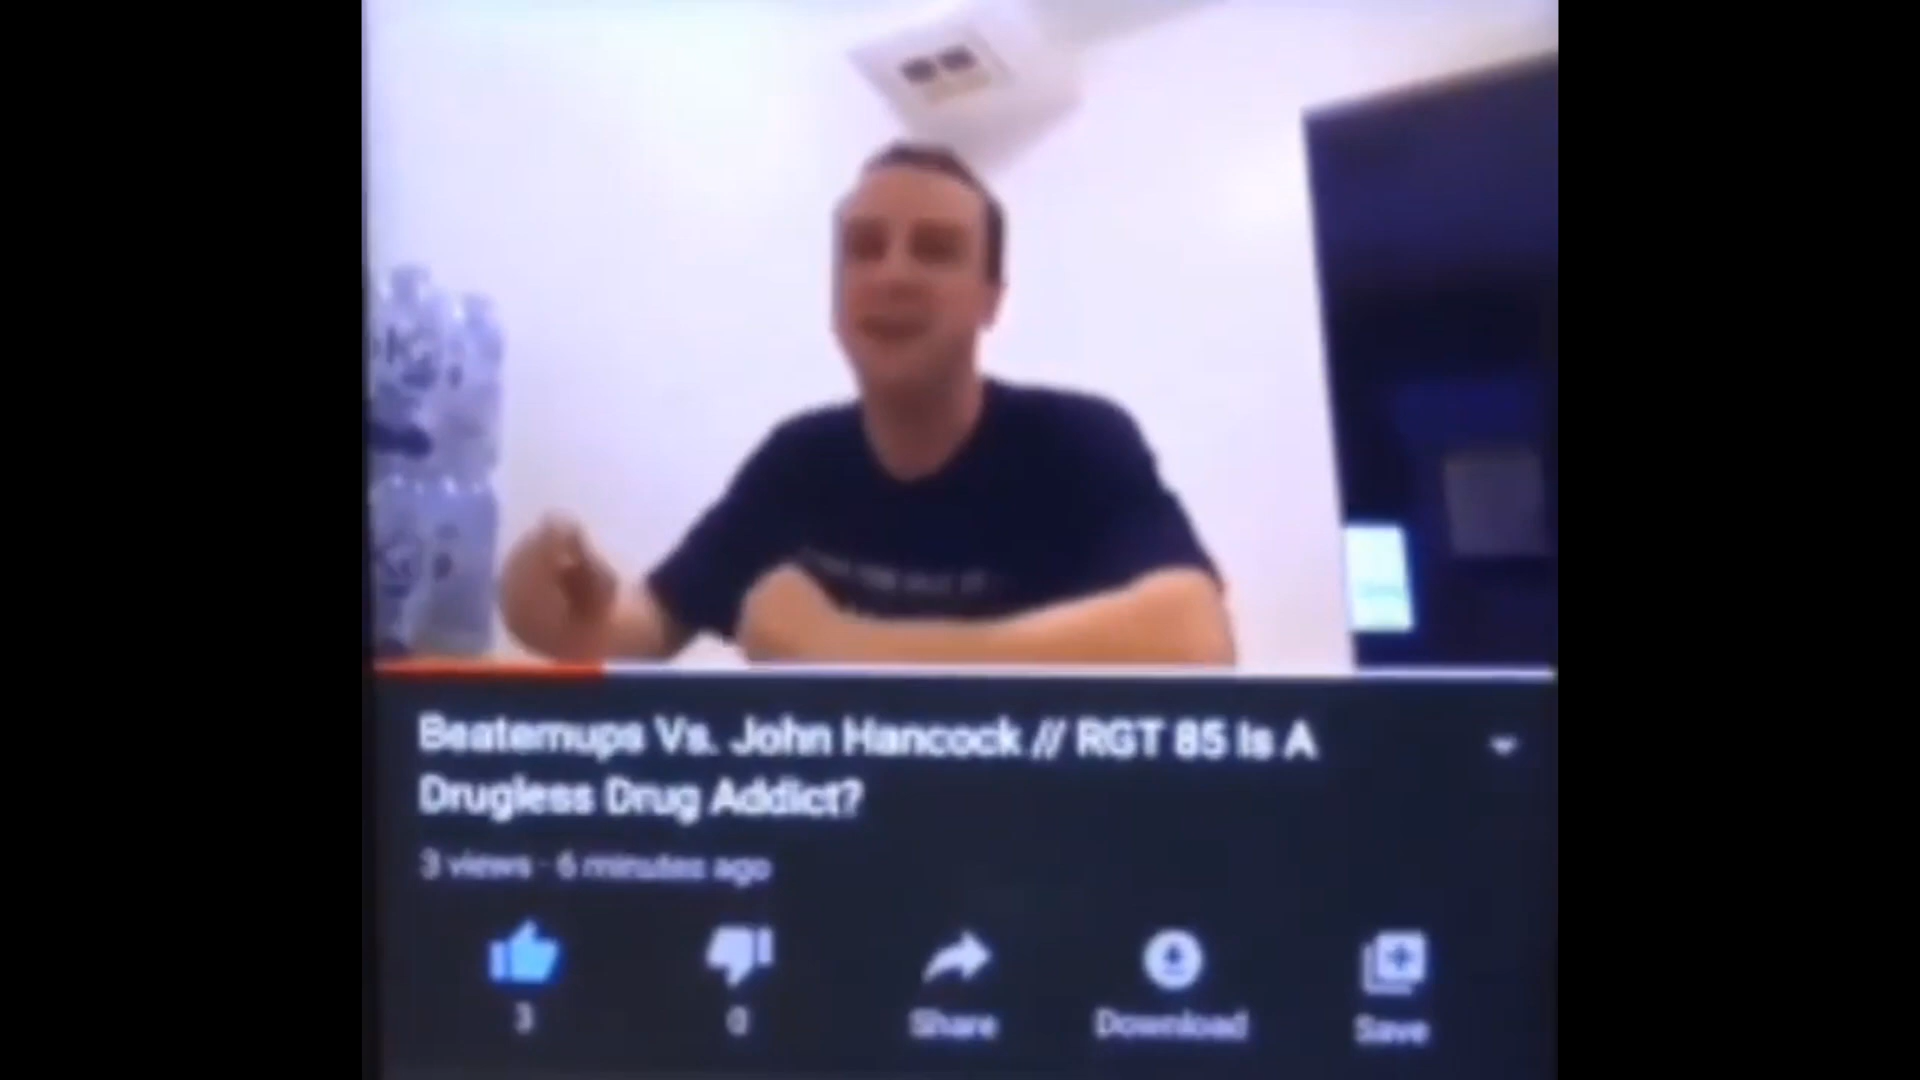 Beatemups Vs. John Hancock // RGT 85 Is A
Drugless Drug Addict?
3 views · 6 minutes ago
3
0
Share
Download
Save